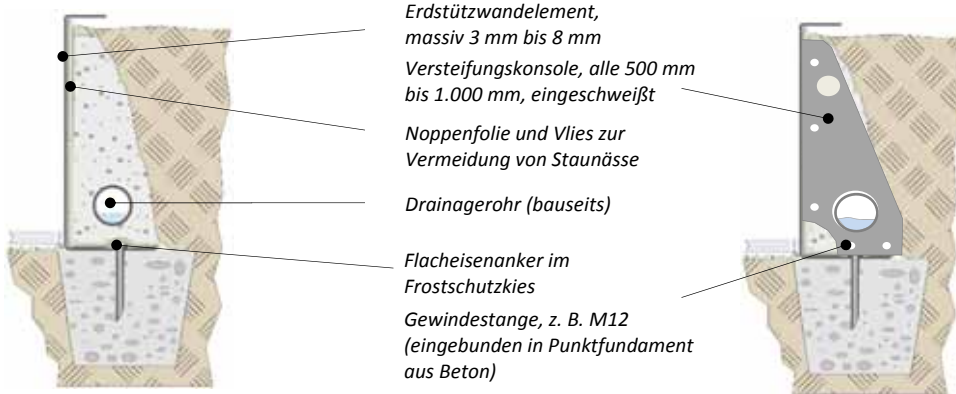 Erdstützwandelement,
massiv 3 mm bis 8 mm
Versteifungskonsole, alle 500 mm
bis 1.000 mm, eingeschweißt
Noppenfolie und Vlies zur
Vermeidung von Staunässe
Drainagerohr (bauseits)
Flacheisenanker im
Frostschutzkies
Gewindestange, z. B. M12
(eingebunden in Punktfundament
aus Beton)